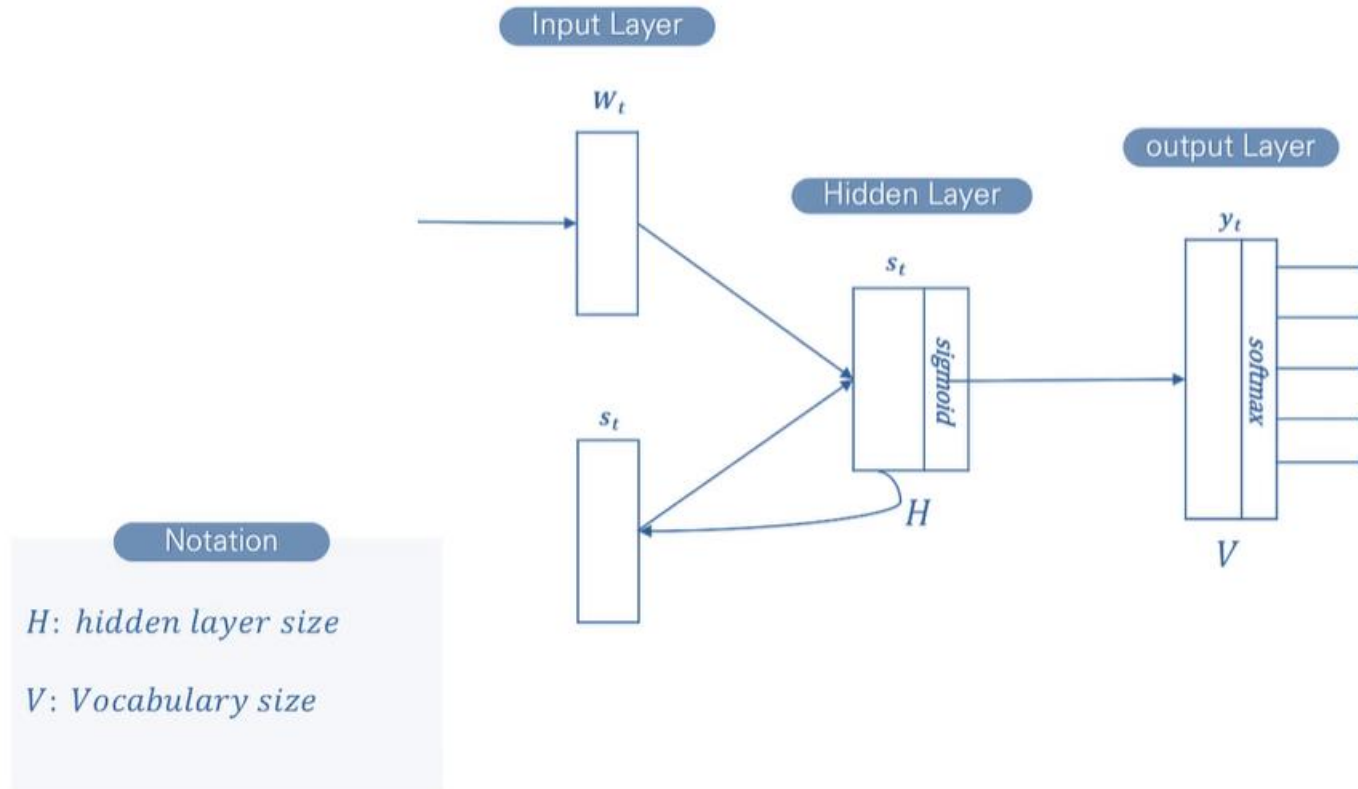 Input Layer
w_t
output Layer
Hidden Layer
y_t
s_t
sigmoid
softmax
s_t
H
V
Notation
H: hidden layer size
V: Vocabulary size